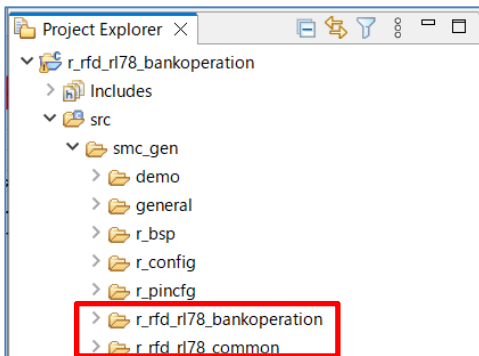 Project Explorer
r_rfd_rl78_bankoperation
Includes
src
smc_gen
demo
general
r_bsp
r_config
r_pincfg
r_rfd_rl78_bankoperation
r_rfd_rl78_common